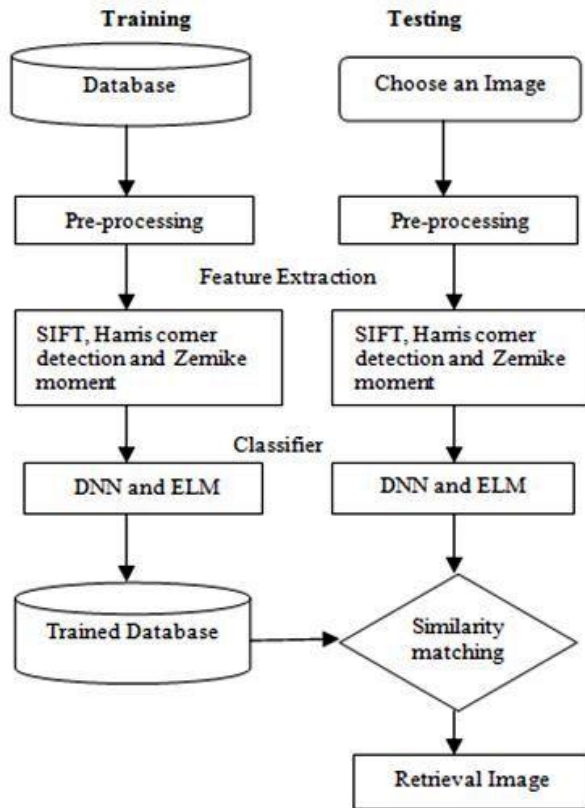 Training
Testing
Database
Choose an Image
Pre-processing
Pre-processing
Feature Extraction
SIFT, Harris corner
detection and Zernike
moment
SIFT, Harris corner
detection and Zernike
moment
Classifier
DNN and ELM
DNN and ELM
Trained Database
Similarity
matching
Retrieval Image